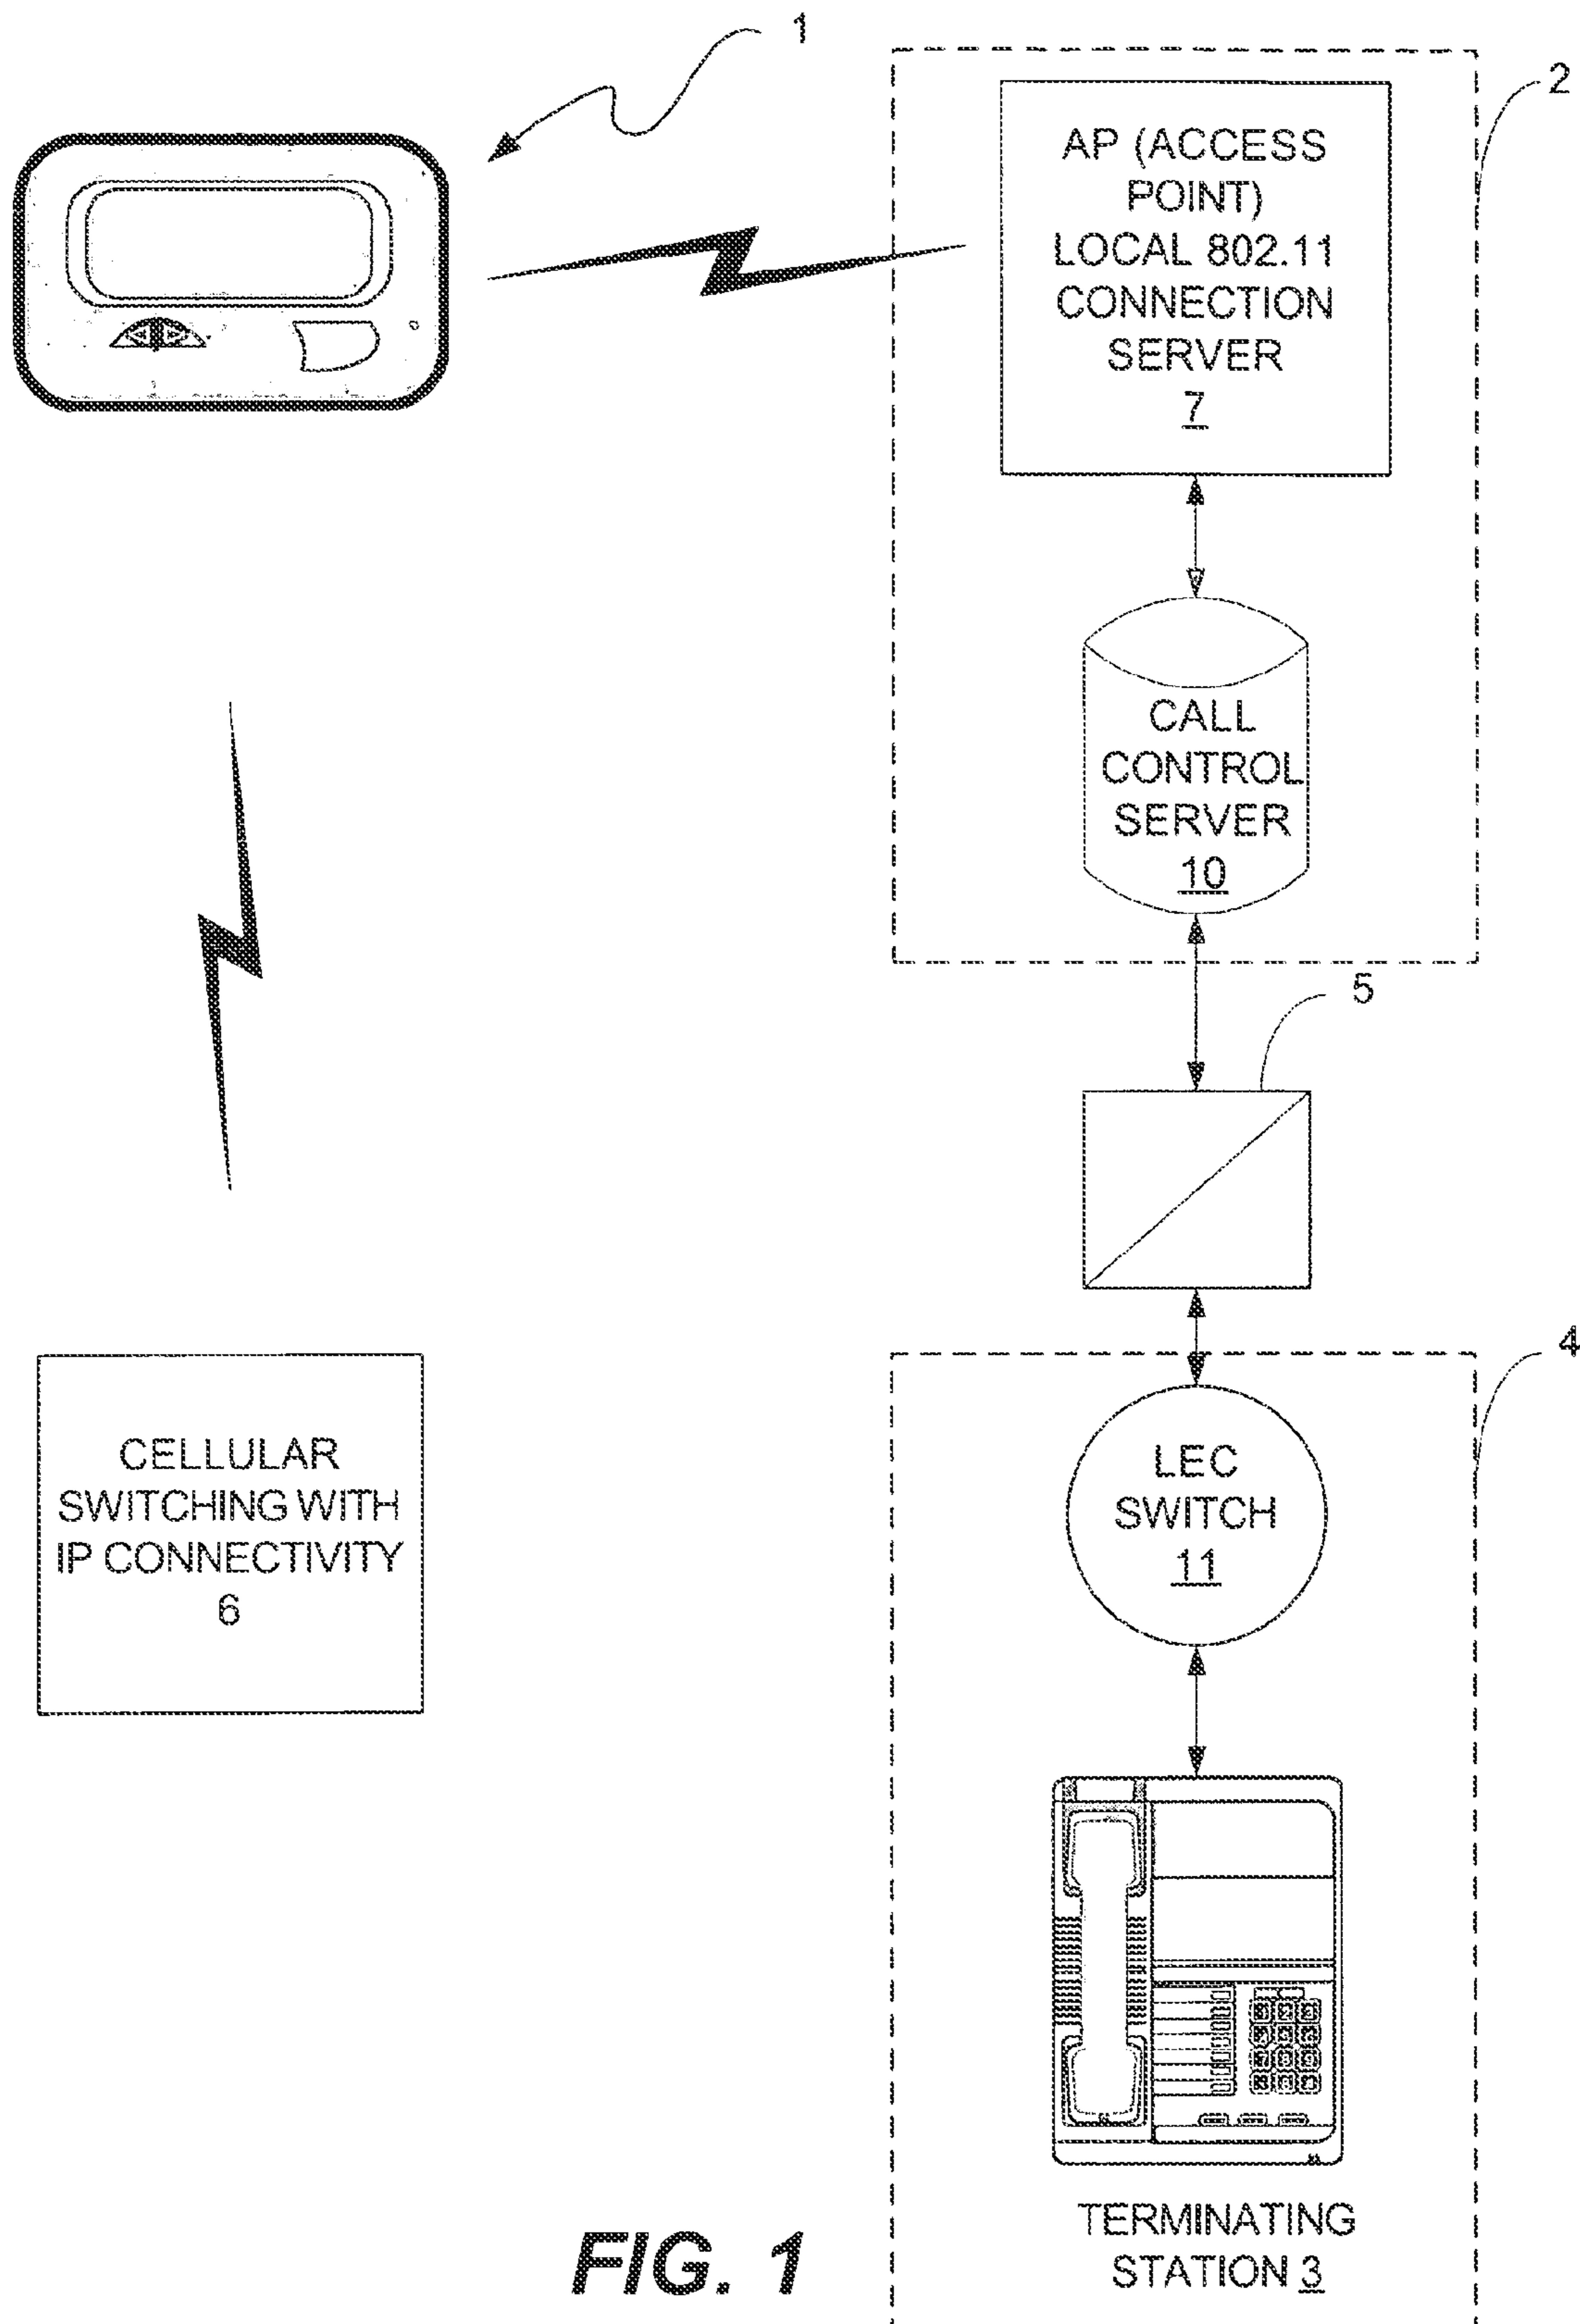 1
2
AP (ACCESS
POINT)
LOCAL 802.11
CONNECTION
SERVER
7
CALL
CONTROL
SERVER
10
5
4
CELLULAR
SWITCHING WITH
IP CONNECTIVITY
6
LEC
SWITCH
11
TERMINATING
STATION 3
FIG. 1